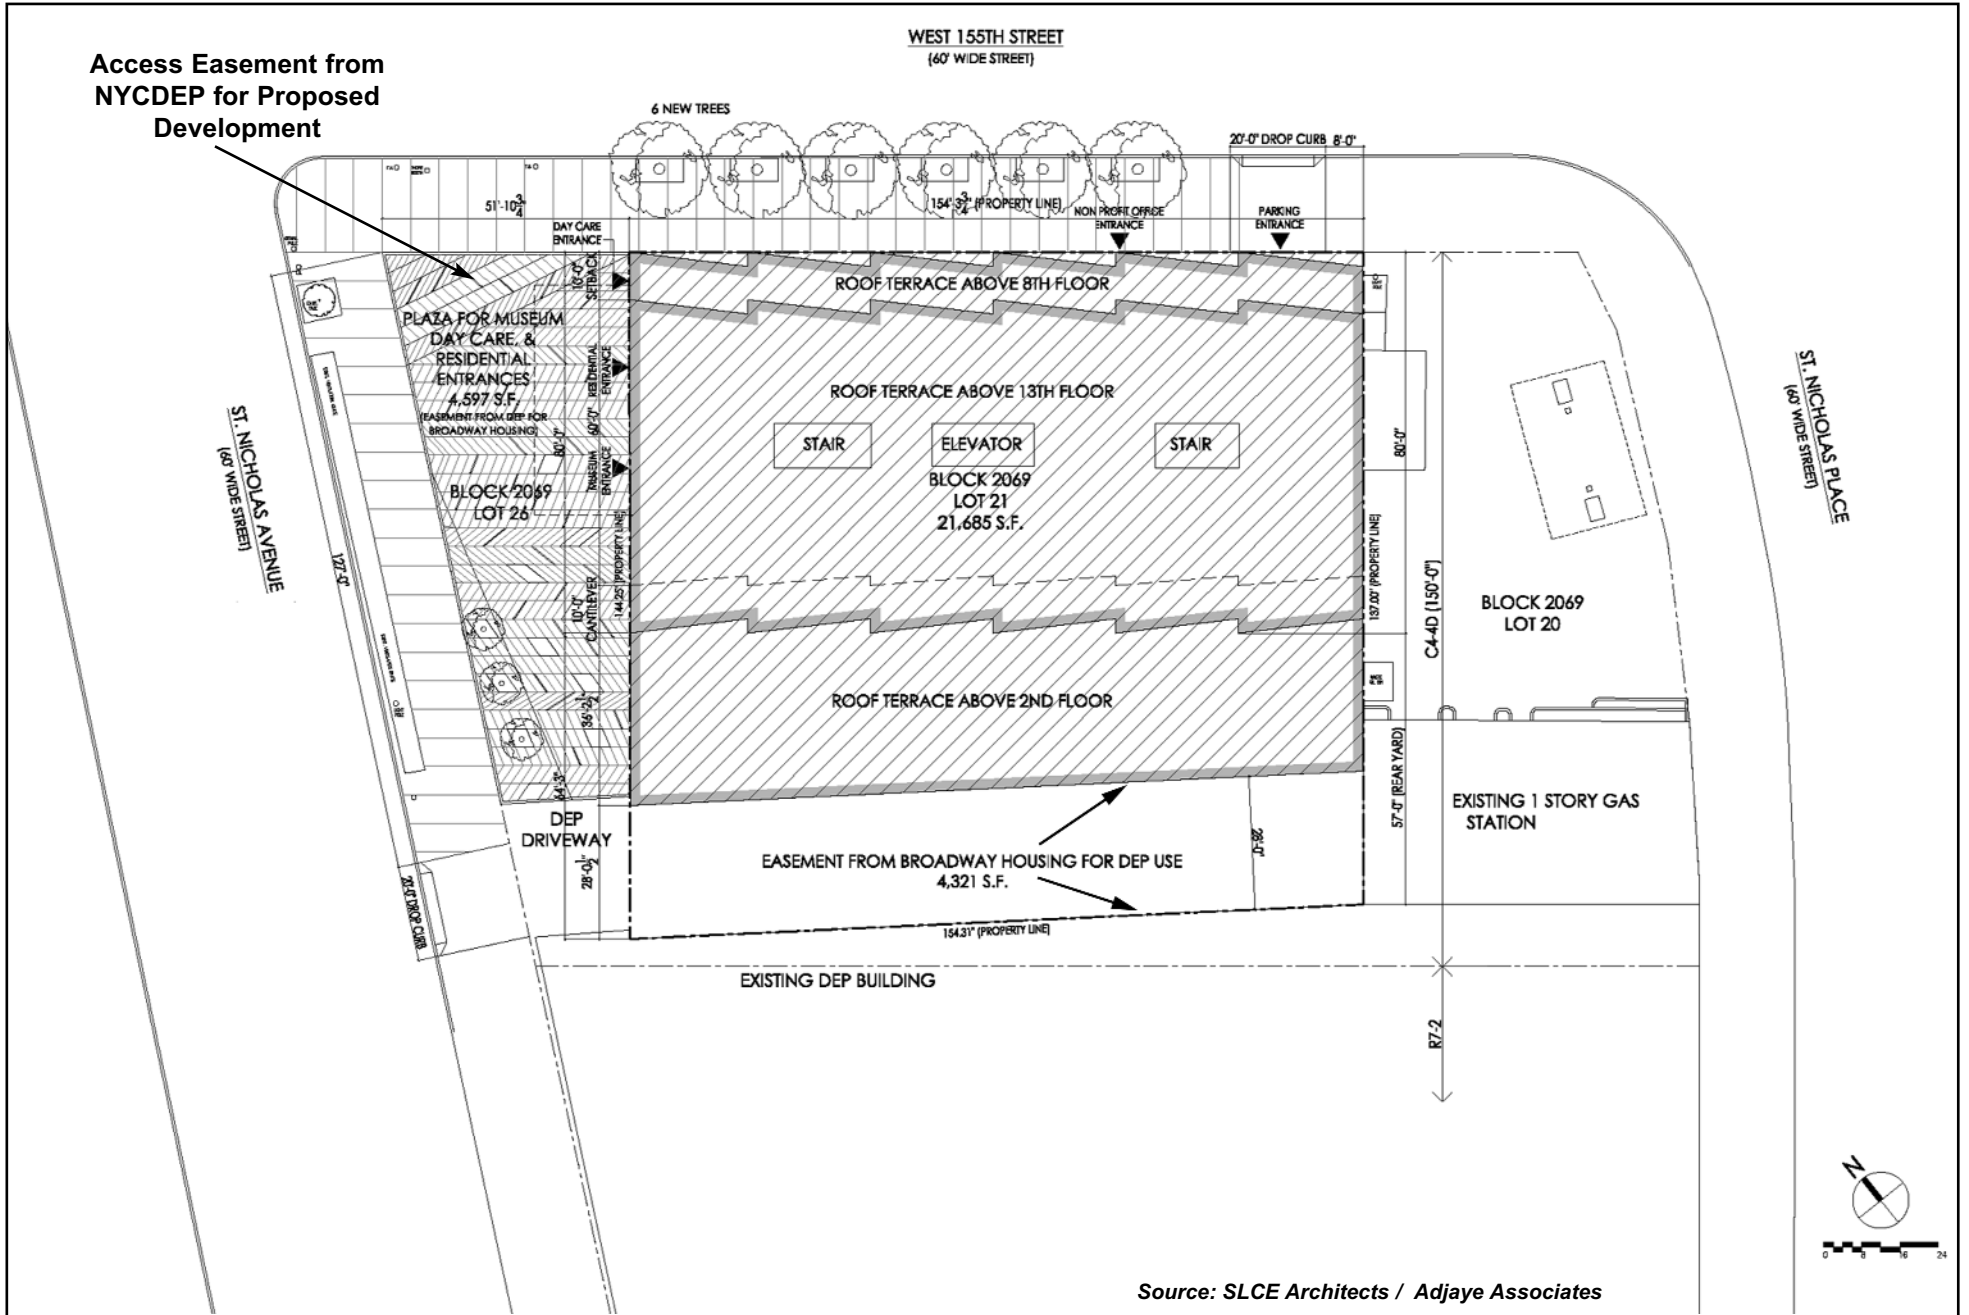 WEST 155TH STREET
(60' WIDE STREET)
Access Easement from
NYCDEP for Proposed
Development
6 NEW TREES
20'-0" DROP CURB 8'-0"
51'-10 3/4"
154'-3 3/4" (PROPERTY LINE)
DAY CARE
ENTRANCE
NON PROFIT OFFICE
ENTRANCE
PARKING
ENTRANCE
10'-0"
SETBACK
ROOF TERRACE ABOVE 8TH FLOOR
PLAZA FOR MUSEUM
DAY CARE, &
RESIDENTIAL
ENTRANCES
4,597 S.F.
(EASEMENT FROM DEP FOR
BROADWAY HOUSING)
RESIDENTIAL
ENTRANCE
60'-0"
80'-0"
MUSEUM
ENTRANCE
ROOF TERRACE ABOVE 13TH FLOOR
STAIR
ELEVATOR
STAIR
BLOCK 2069
LOT 21
21,685 S.F.
80'-0"
BLOCK 2069
LOT 26
ST. NICHOLAS AVENUE
(60' WIDE STREET)
ST. NICHOLAS PLACE
(60' WIDE STREET)
127'-0"
144.25' (PROPERTY LINE)
137.00' (PROPERTY LINE)
10'-0"
CANTILEVER
C4-4D (150'-0")
BLOCK 2069
LOT 20
36'-2 1/2"
ROOF TERRACE ABOVE 2ND FLOOR
64'-3"
57'-0" (REAR YARD)
EXISTING 1 STORY GAS
STATION
DEP
DRIVEWAY
28'-0 1/2"
28'-0"
EASEMENT FROM BROADWAY HOUSING FOR DEP USE
4,321 S.F.
20'-0" DROP CURB
154.31' (PROPERTY LINE)
EXISTING DEP BUILDING
R7-2
N
0 8 16 24
Source: SLCE Architects / Adjaye Associates